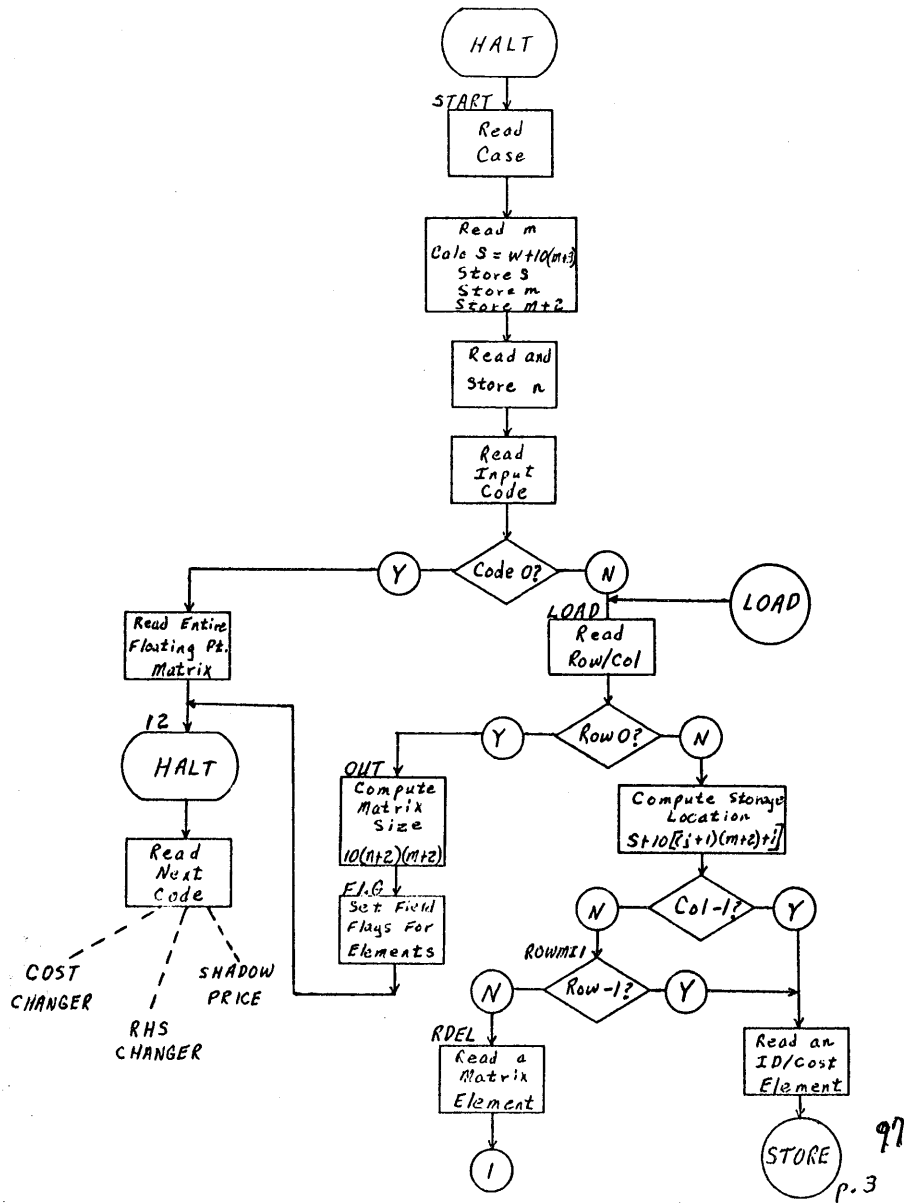 HALT
START
Read
Case
Read m
Calc S = W+10(m+3)
Store S
Store m
Store m+2
Read and
Store n
Read
Input
Code
Code 0?
Y
N
LOAD
LOAD
Read
Row/Col
Read Entire
Floating Pt.
Matrix
Row 0?
Y
N
12
HALT
OUT
Compute
Matrix
Size
10(n+2)(m+2)
Compute Storage
Location
S+10[(j+1)(m+2)+i]
Read
Next
Code
FLG
Set Field
Flags For
Elements
Col-1?
N
Y
COST
CHANGER
RHS
CHANGER
SHADOW
PRICE
ROWMI1
Row-1?
N
Y
RDEL
Read a
Matrix
Element
Read an
ID/Cost
Element
1
STORE
97
p. 3